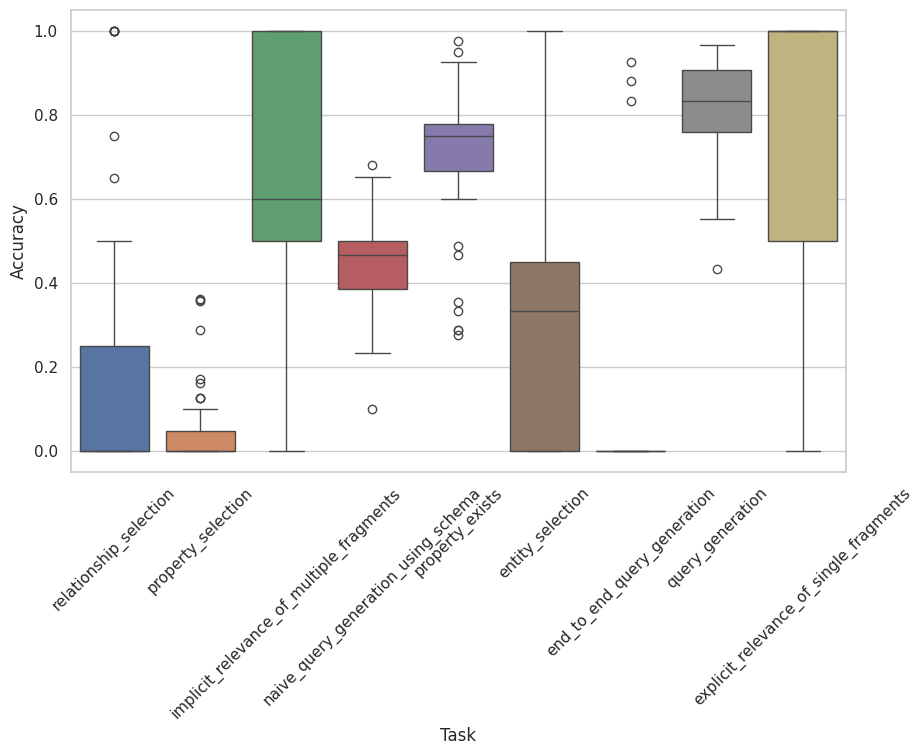 1.0
0.8
0.6
0.4
0.2
0.0
Accuracy
relationship_selection
property_selection
implicit_relevance_of_multiple_fragments
naive_query_generation_using_schema
property_exists
entity_selection
end_to_end_query_generation
query_generation
explicit_relevance_of_single_fragments
Task